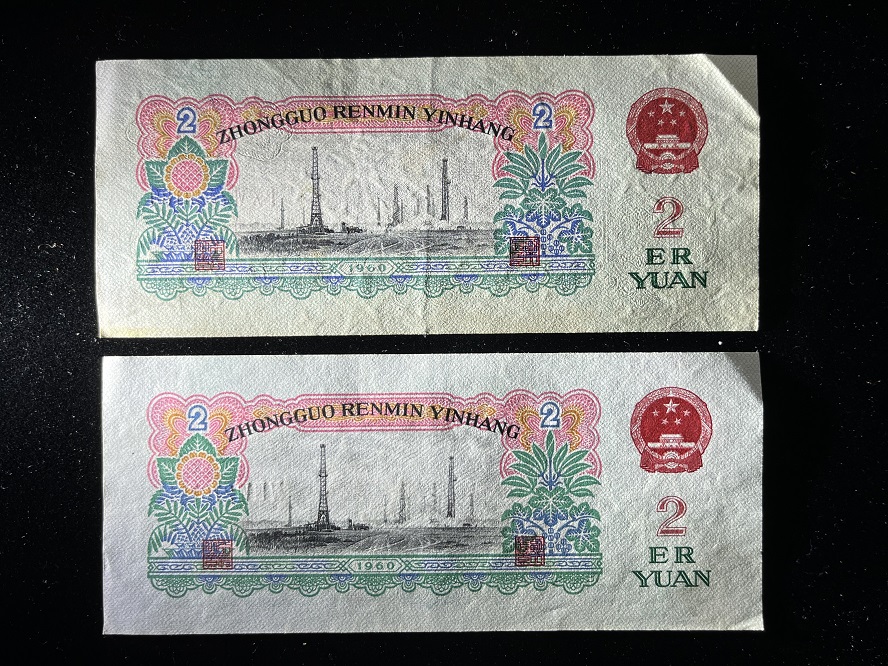 2 ZHONGGUO RENMIN YINHANG 2
2
ER
YUAN
1960
2 ZHONGGUO RENMIN YINHANG 2
2
ER
YUAN
1960